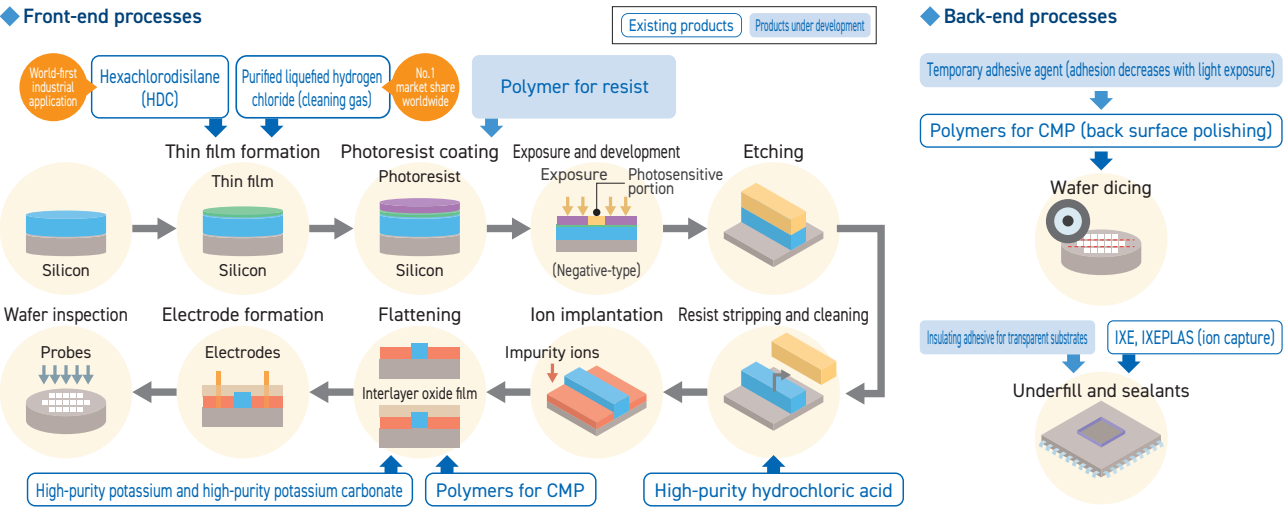 Front-end processes
Existing products
Products under development
World-first
industrial
application
Hexachlorodisilane
(HDC)
Purified liquefied hydrogen
chloride (cleaning gas)
No.1
market share
worldwide
Polymer for resist
Thin film formation
Photoresist coating
Exposure and development
Etching
Silicon
Thin film
Silicon
Photoresist
Silicon
Exposure
Photosensitive
portion
(Negative-type)
Wafer inspection
Electrode formation
Flattening
Ion implantation
Resist stripping and cleaning
Probes
Electrodes
Interlayer oxide film
Impurity ions
High-purity potassium and high-purity potassium carbonate
Polymers for CMP
High-purity hydrochloric acid
Back-end processes
Temporary adhesive agent (adhesion decreases with light exposure)
Polymers for CMP (back surface polishing)
Wafer dicing
Insulating adhesive for transparent substrates
IXE, IXEPLAS (ion capture)
Underfill and sealants